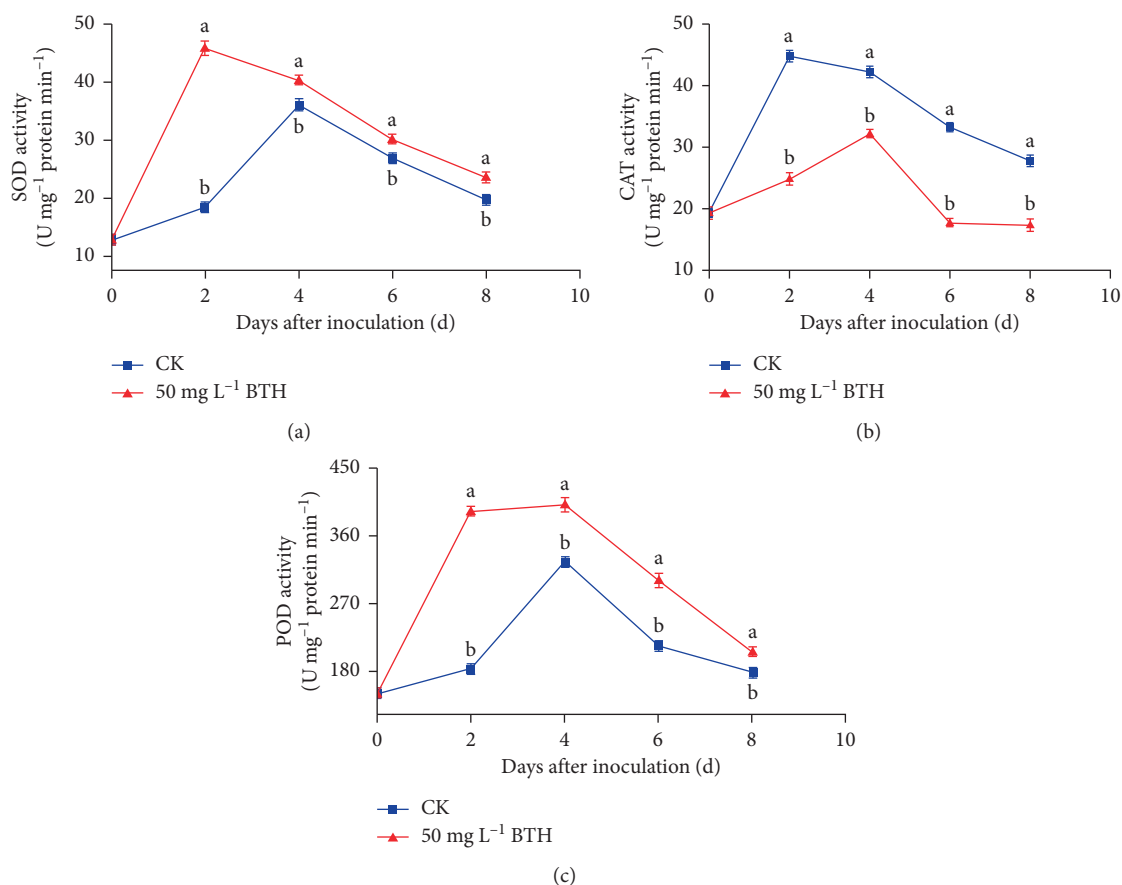 50
40
30
20
10
SOD activity
(U mg⁻¹ protein min⁻¹)
a
a
a
a
b
b
b
b
0 2 4 6 8 10
Days after inoculation (d)
CK
50 mg L⁻¹ BTH
(a)
50
40
30
20
10
CAT activity
(U mg⁻¹ protein min⁻¹)
a
a
a
a
b
b
b
b
0 2 4 6 8 10
Days after inoculation (d)
CK
50 mg L⁻¹ BTH
(b)
450
360
270
180
POD activity
(U mg⁻¹ protein min⁻¹)
a
a
a
a
b
b
b
b
0 2 4 6 8 10
Days after inoculation (d)
CK
50 mg L⁻¹ BTH
(c)